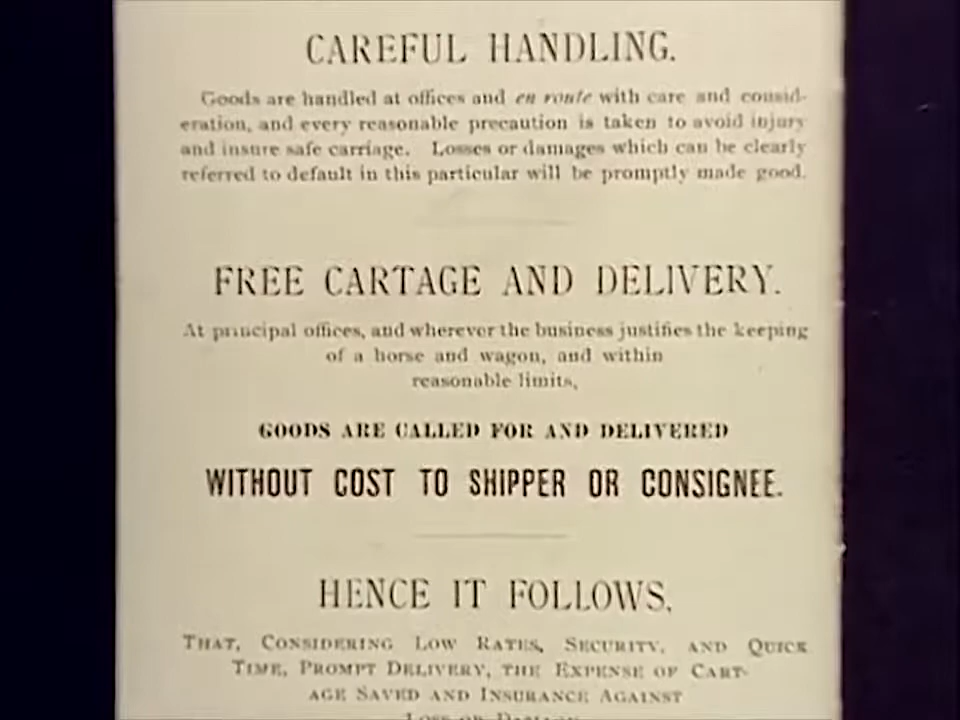 CAREFUL HANDLING.
Goods are handled at offices and en route with care and consid-
eration, and every reasonable precaution is taken to avoid injury
and insure safe carriage. Losses or damages which can be clearly
referred to default in this particular will be promptly made good.
FREE CARTAGE AND DELIVERY.
At principal offices, and wherever the business justifies the keeping
of a horse and wagon, and within
reasonable limits,
GOODS ARE CALLED FOR AND DELIVERED
WITHOUT COST TO SHIPPER OR CONSIGNEE.
HENCE IT FOLLOWS,
THAT, CONSIDERING LOW RATES, SECURITY, AND QUICK
TIME, PROMPT DELIVERY, THE EXPENSE OF CART-
AGE SAVED AND INSURANCE AGAINST